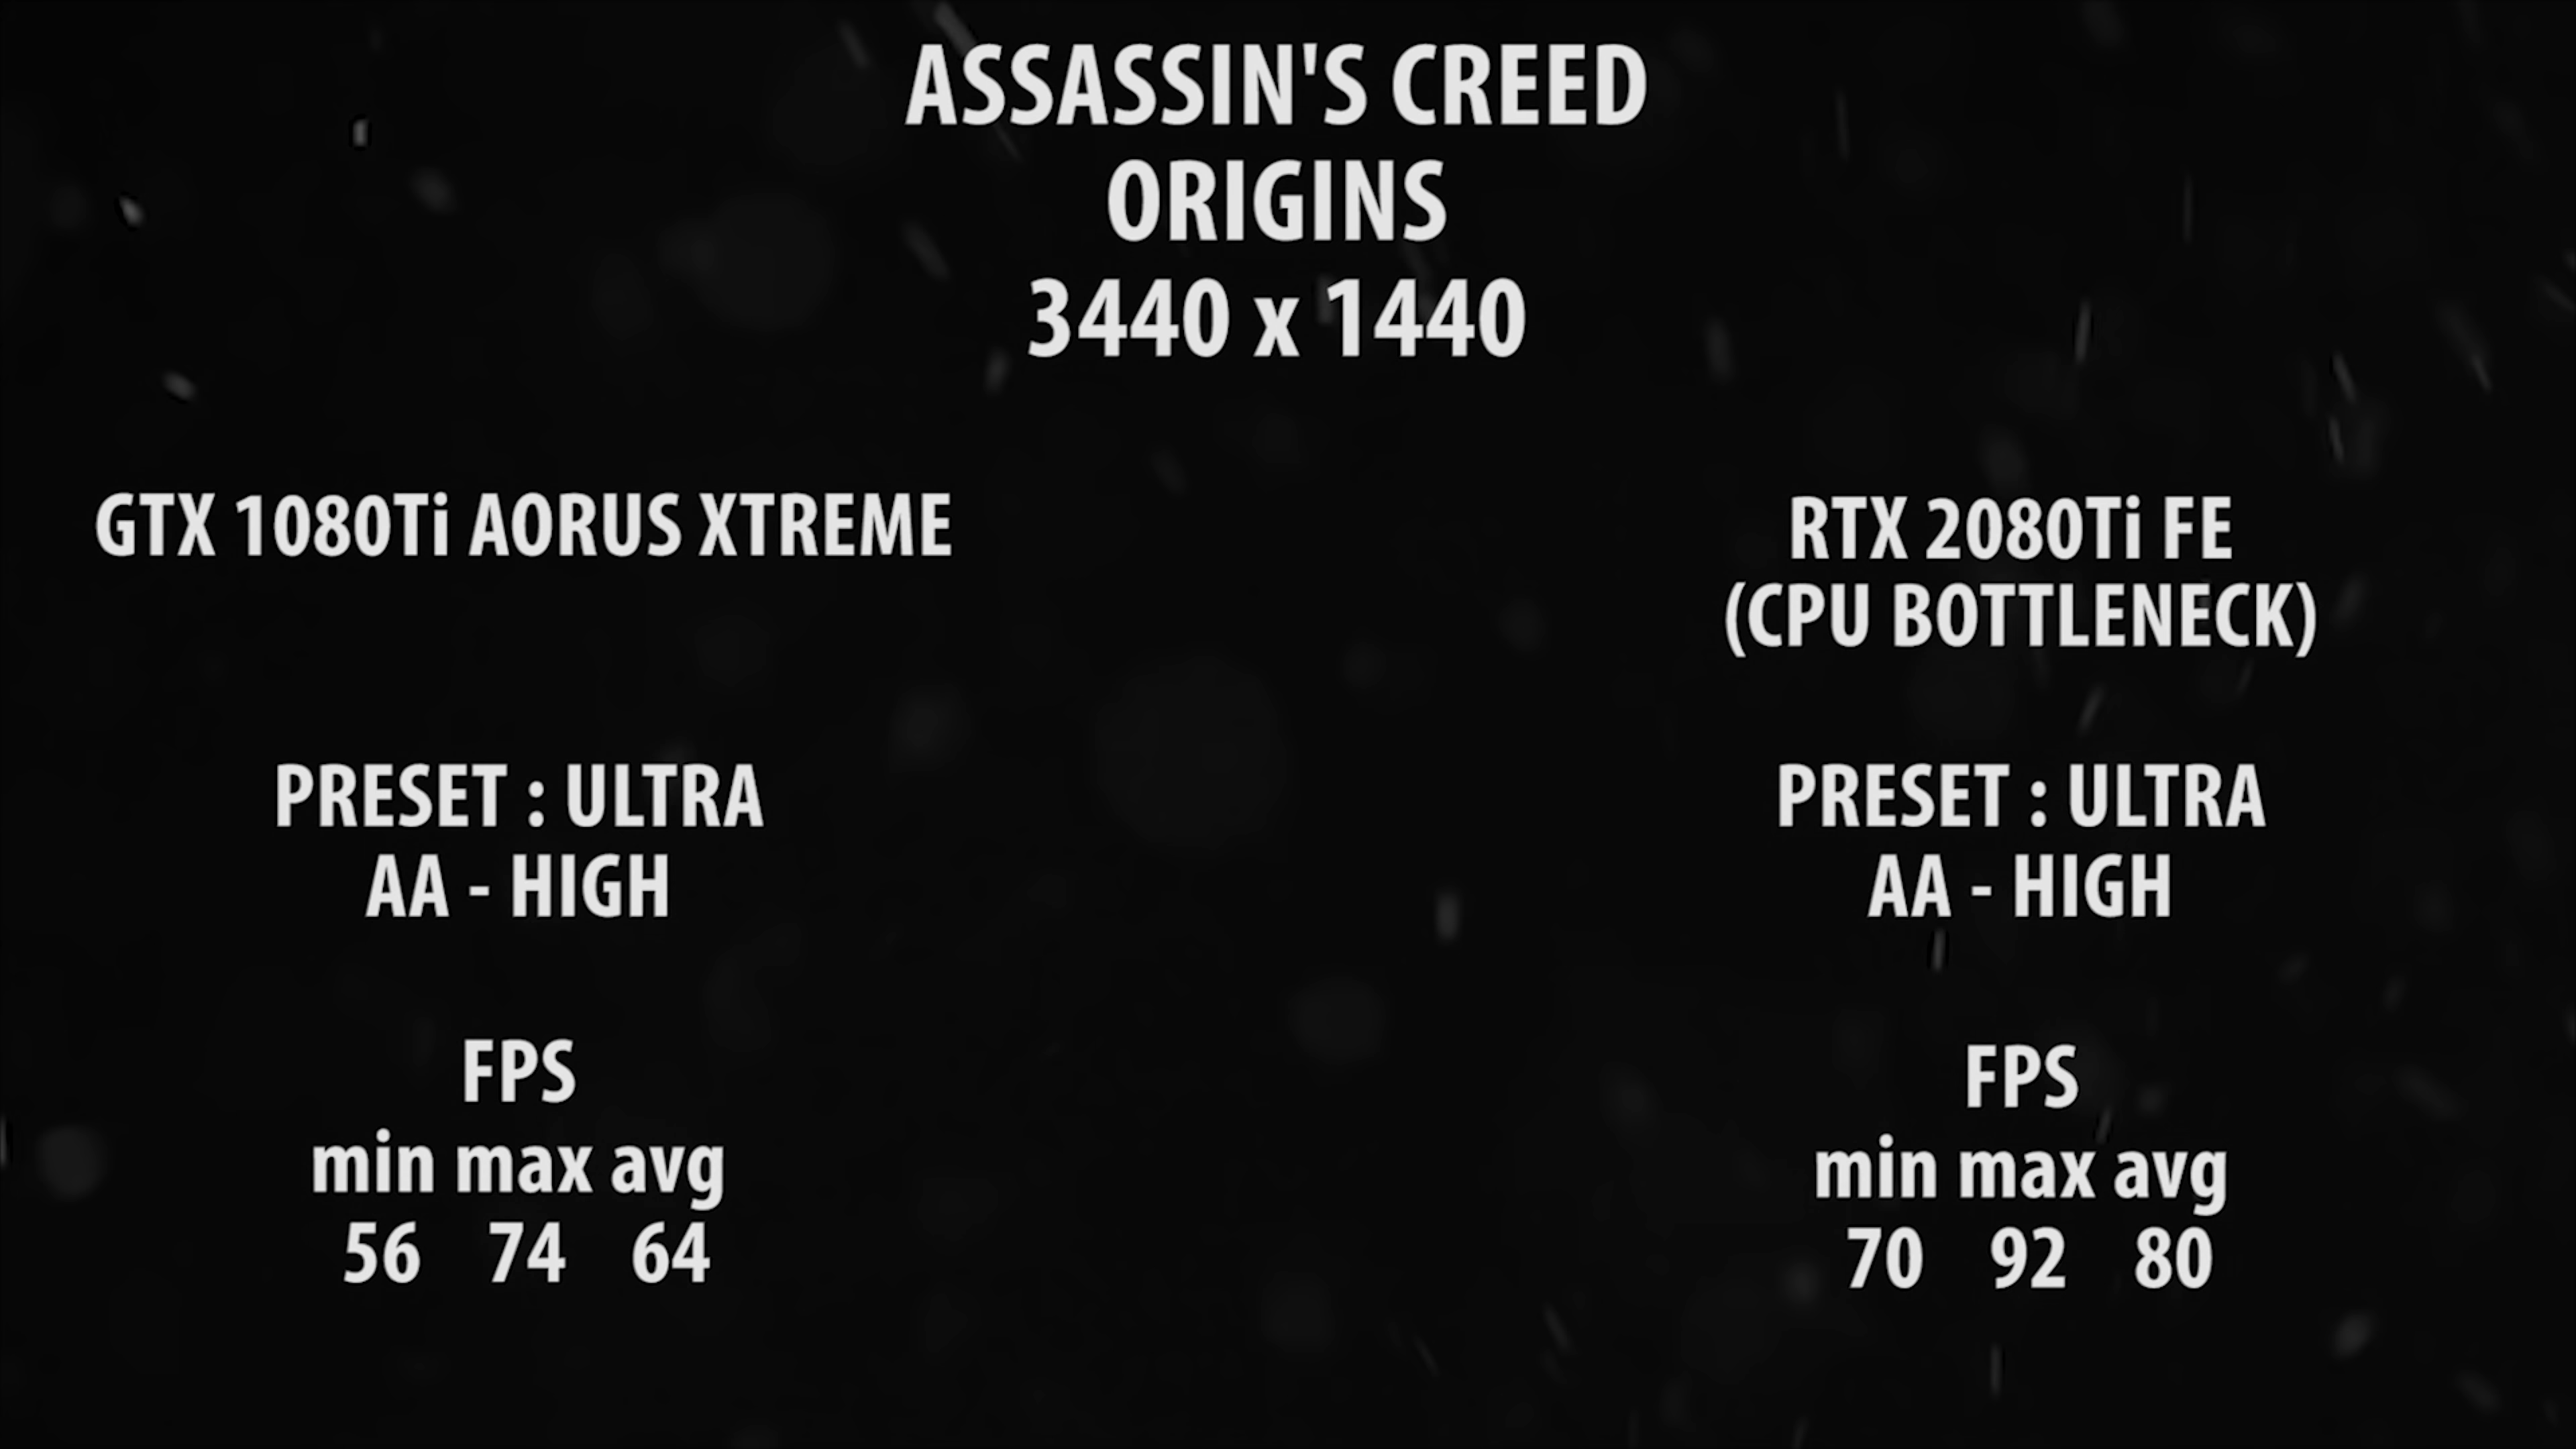 ASSASSIN'S CREED
ORIGINS
3440 x 1440
GTX 1080Ti AORUS XTREME
PRESET : ULTRA
AA - HIGH
FPS
min max avg
56 74 64
RTX 2080Ti FE
(CPU BOTTLENECK)
PRESET : ULTRA
AA - HIGH
FPS
min max avg
70 92 80